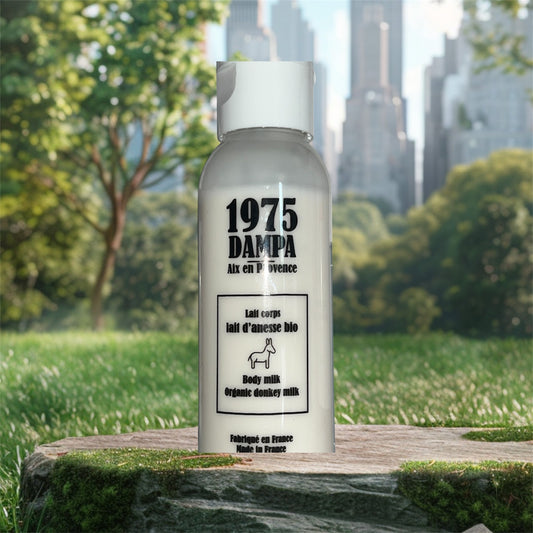 1975
DAMPA
Aix en Provence
Lait corps
lait d'anesse bio
Body milk
Organic donkey milk
Fabriqué en France
Made in France